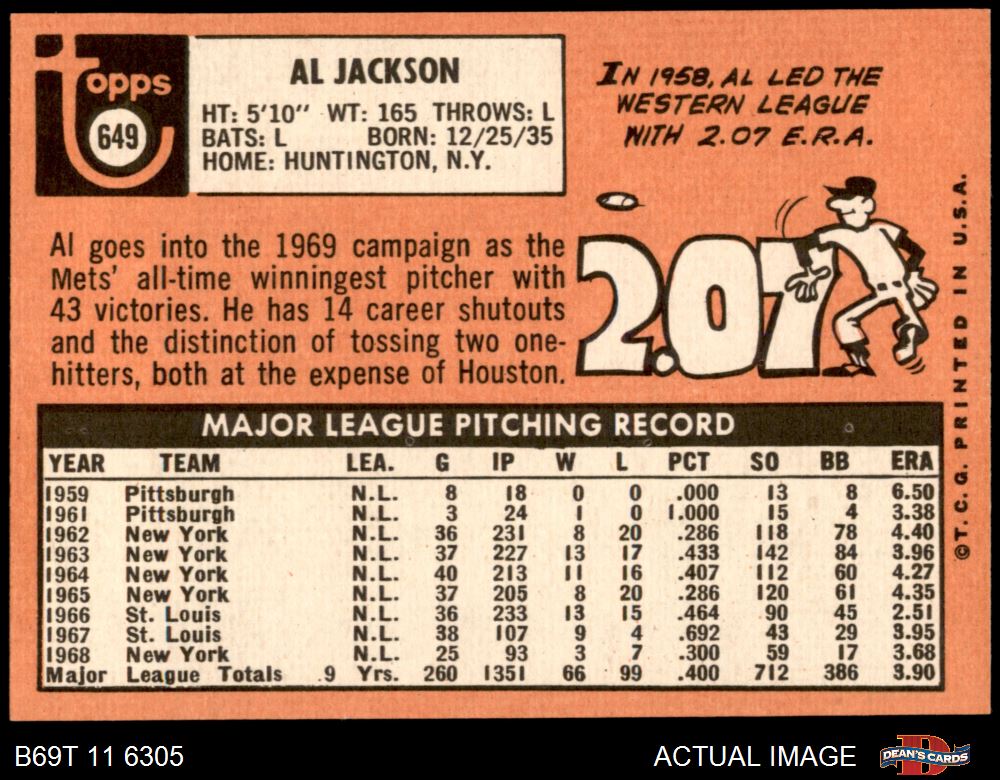 Topps
649
AL JACKSON
HT: 5'10" WT: 165 THROWS: L
BATS: L BORN: 12/25/35
HOME: HUNTINGTON, N.Y.
IN 1958, AL LED THE
WESTERN LEAGUE
WITH 2.07 E.R.A.
2.07
Al goes into the 1969 campaign as the
Mets' all-time winningest pitcher with
43 victories. He has 14 career shutouts
and the distinction of tossing two one-
hitters, both at the expense of Houston.
MAJOR LEAGUE PITCHING RECORD
YEAR TEAM LEA. G IP W L PCT SO BB ERA
1959 Pittsburgh N.L. 8 18 0 0 .000 13 8 6.50
1961 Pittsburgh N.L. 3 24 1 0 1.000 15 4 3.38
1962 New York N.L. 36 231 8 20 .286 118 78 4.40
1963 New York N.L. 37 227 13 17 .433 142 84 3.96
1964 New York N.L. 40 213 11 16 .407 112 60 4.27
1965 New York N.L. 37 205 8 20 .286 120 61 4.35
1966 St. Louis N.L. 36 233 13 15 .464 90 45 2.51
1967 St. Louis N.L. 38 107 9 4 .692 43 29 3.95
1968 New York N.L. 25 93 3 7 .300 59 17 3.68
Major League Totals 9 Yrs. 260 1351 66 99 .400 712 386 3.90
©T.C.G. PRINTED IN U.S.A.
B69T 11 6305
ACTUAL IMAGE
DEAN'S CARDS